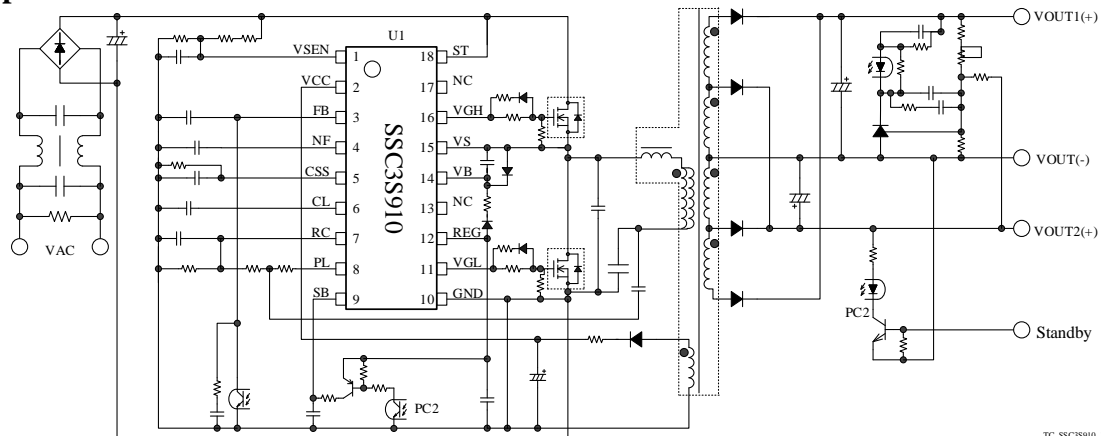 VOUT1(+)
U1
VSEN 1 18 ST
VCC 2 17 NC
FB 3 16 VGH
NF 4 15 VS
CSS 5 14 VB
CL 6 13 NC
RC 7 12 REG
PL 8 11 VGL
SB 9 10 GND
SSC3S910
VAC
VOUT(-)
VOUT2(+)
PC2
Standby
PC2
TC_SSC3S910